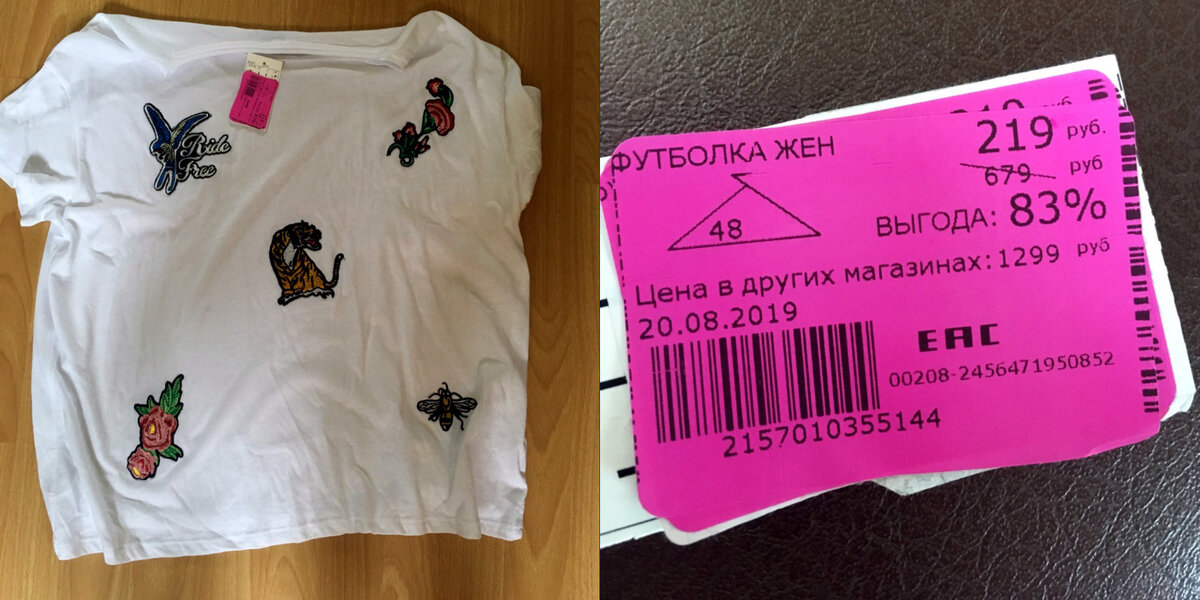 Ride
Free
ФУТБОЛКА ЖЕН
219 руб.
679 руб
48
ВЫГОДА: 83%
Цена в других магазинах: 1299 руб
20.08.2019
EAC
00208-2456471950852
2157010355144